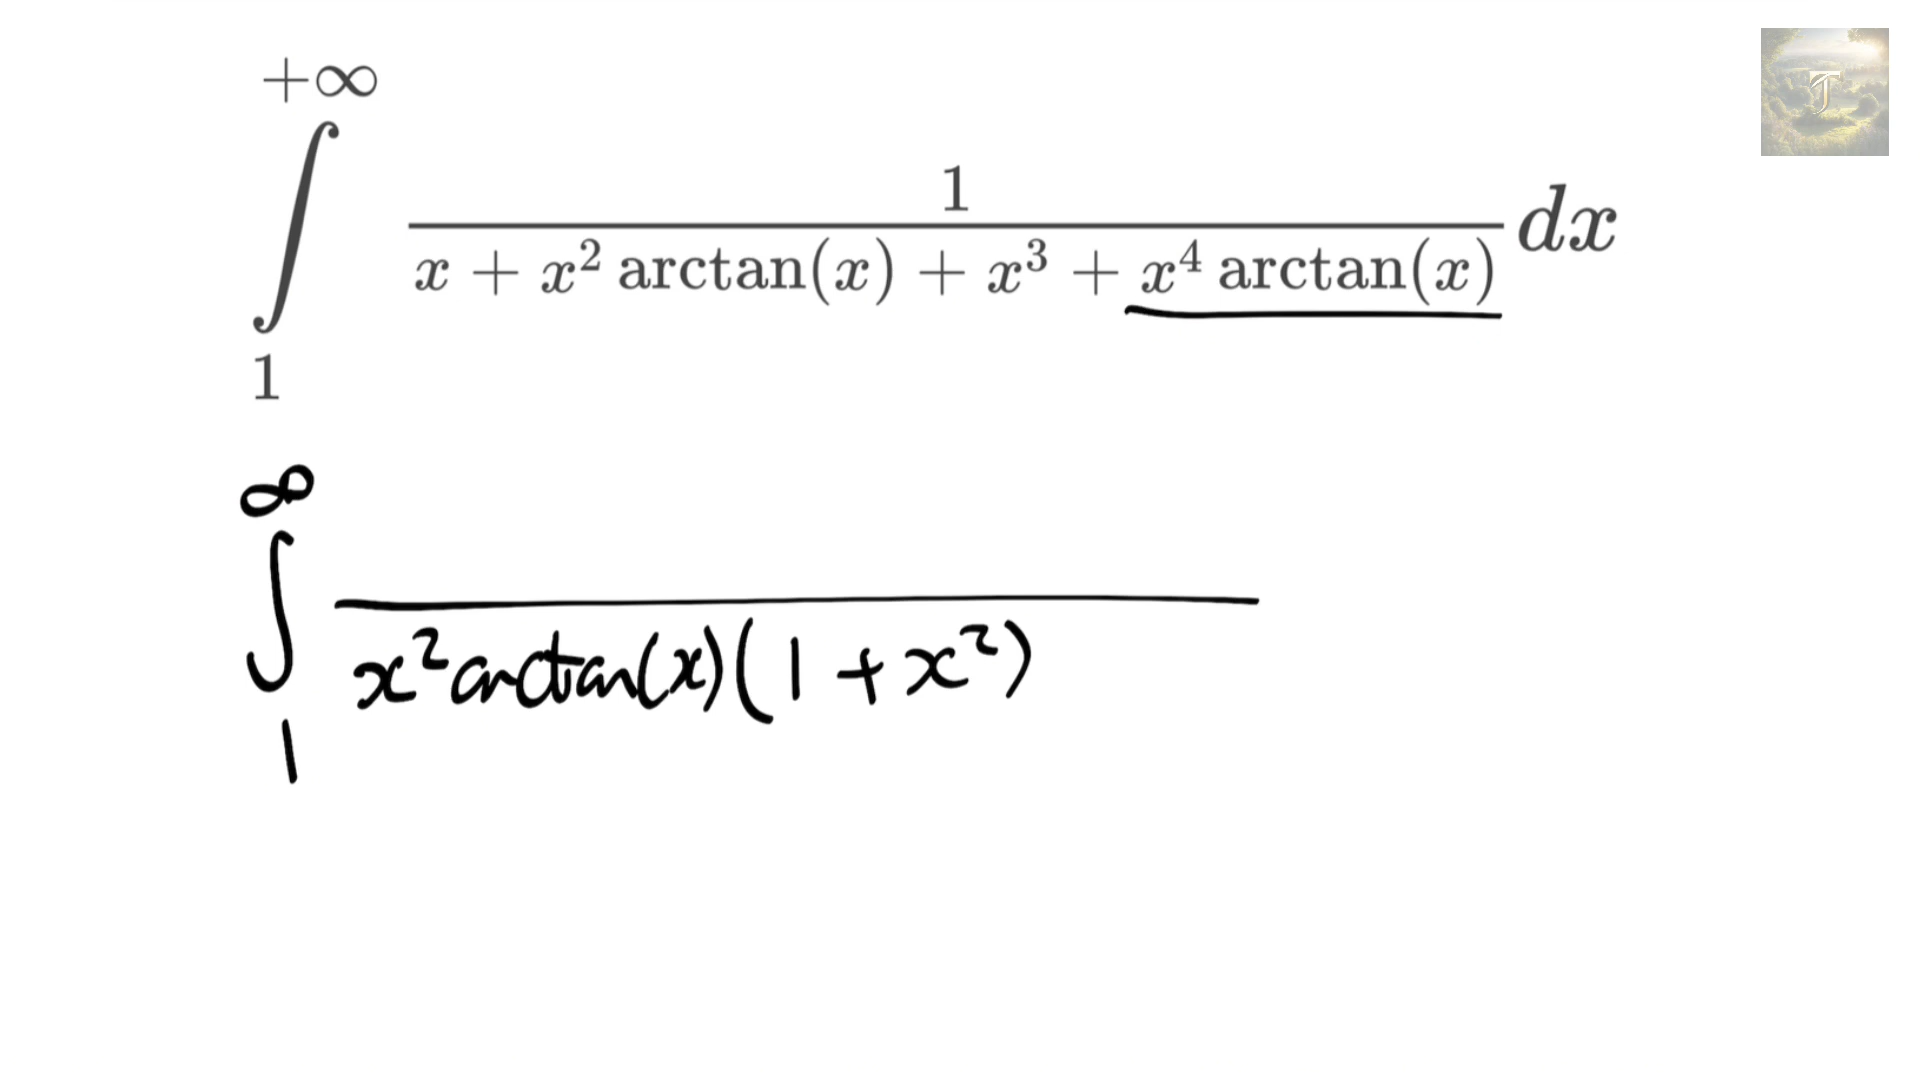 +∞
∫ 1 / (x + x² arctan(x) + x³ + x⁴ arctan(x)) dx
1
∞
∫ / x² arctan(x)(1 + x²)
1
J